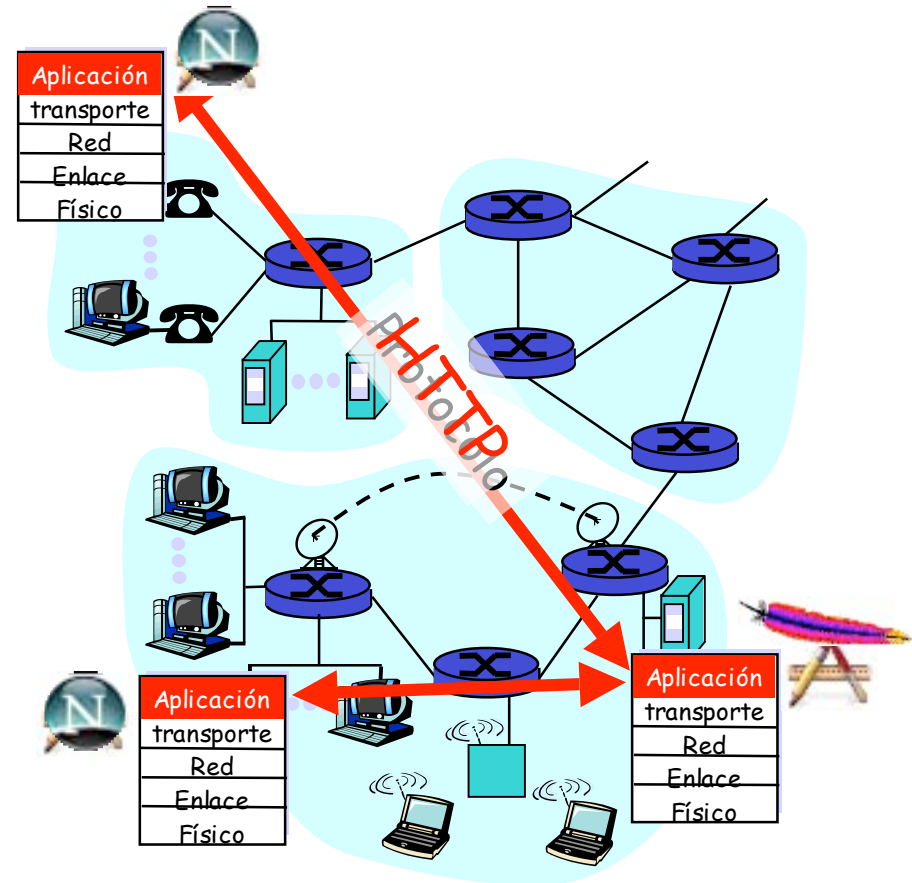 N
Aplicación
transporte
Red
Enlace
Físico
Protocolo
HTTP
N
Aplicación
transporte
Red
Enlace
Físico
Aplicación
transporte
Red
Enlace
Físico